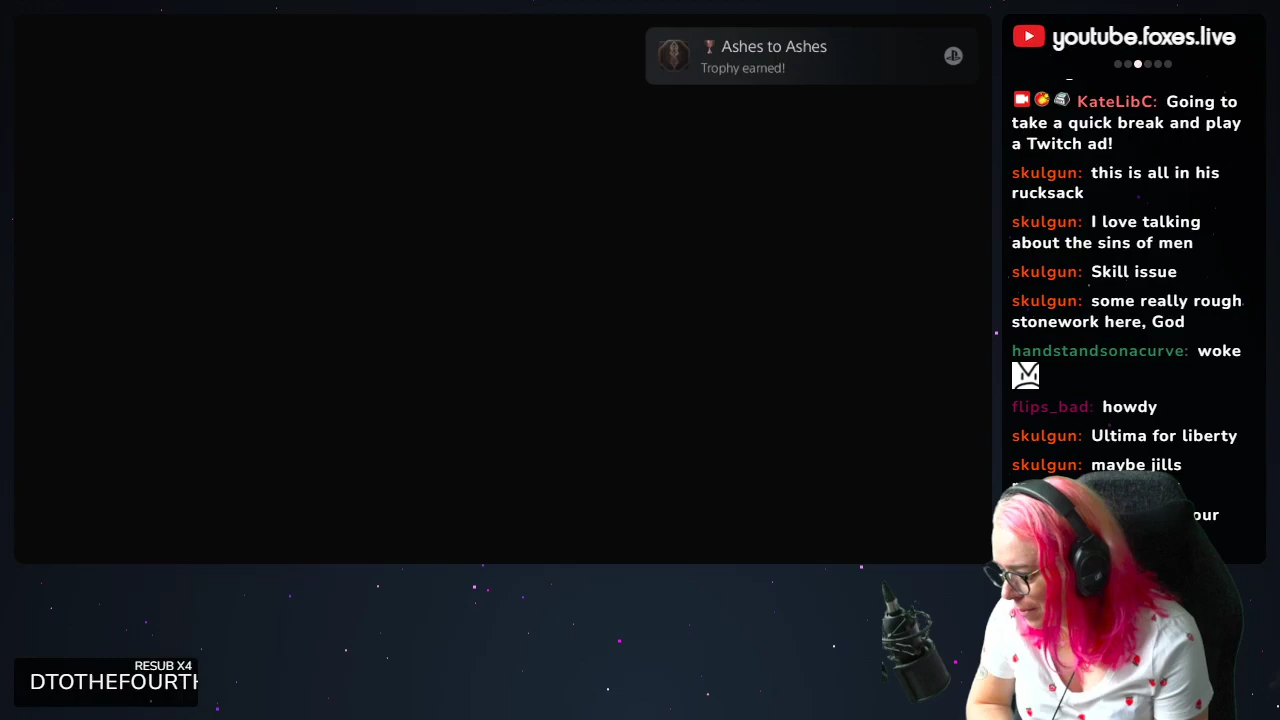 Ashes to Ashes
Trophy earned!
youtube.foxes.live
KateLibC: Going to
take a quick break and play
a Twitch ad!
skulgun: this is all in his
rucksack
skulgun: I love talking
about the sins of men
skulgun: Skill issue
skulgun: some really rough
stonework here, God
handstandsonacurve: woke
flips_bad: howdy
skulgun: Ultima for liberty
skulgun: maybe jills
our
RESUB X4
DTOTHEFOURTH